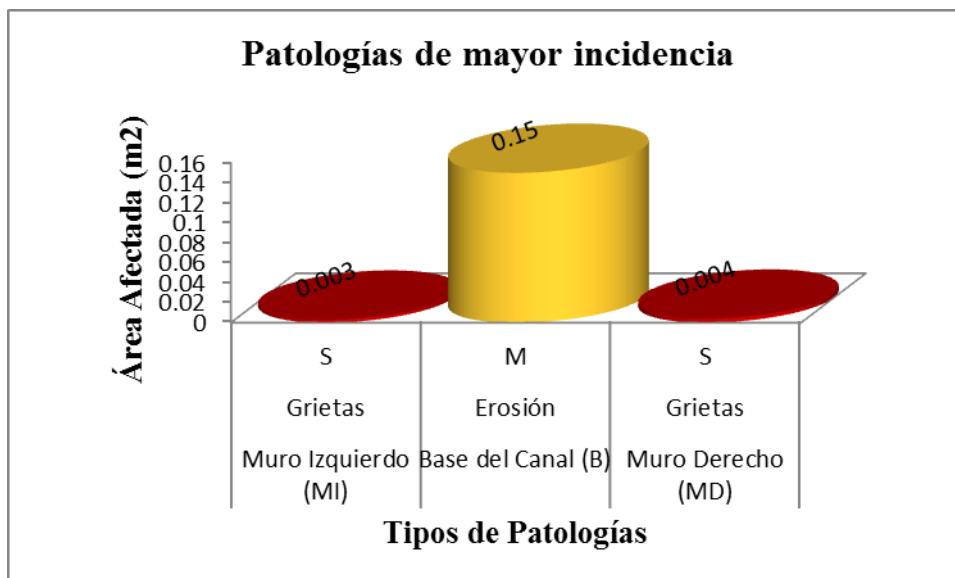 Patologías de mayor incidencia
Área Afectada (m2)
0.16
0.14
0.12
0.1
0.08
0.06
0.04
0.02
0
0.003
0.15
0.004
S
M
S
Grietas
Erosión
Grietas
Muro Izquierdo
(MI)
Base del Canal (B)
Muro Derecho
(MD)
Tipos de Patologías